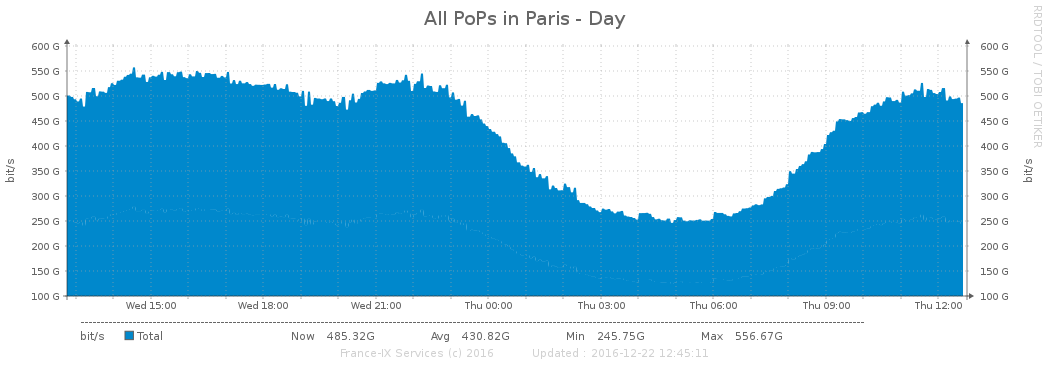 All PoPs in Paris - Day
RRDTOOL / TOBI OETIKER
bit/s
600 G
550 G
500 G
450 G
400 G
350 G
300 G
250 G
200 G
150 G
100 G
600 G
550 G
500 G
450 G
400 G
350 G
300 G
250 G
200 G
150 G
100 G
bit/s
Wed 15:00 Wed 18:00 Wed 21:00 Thu 00:00 Thu 03:00 Thu 06:00 Thu 09:00 Thu 12:00
bit/s Total Now 485.32G Avg 430.82G Min 245.75G Max 556.67G
France-IX Services (c) 2016 Updated : 2016-12-22 12:45:11